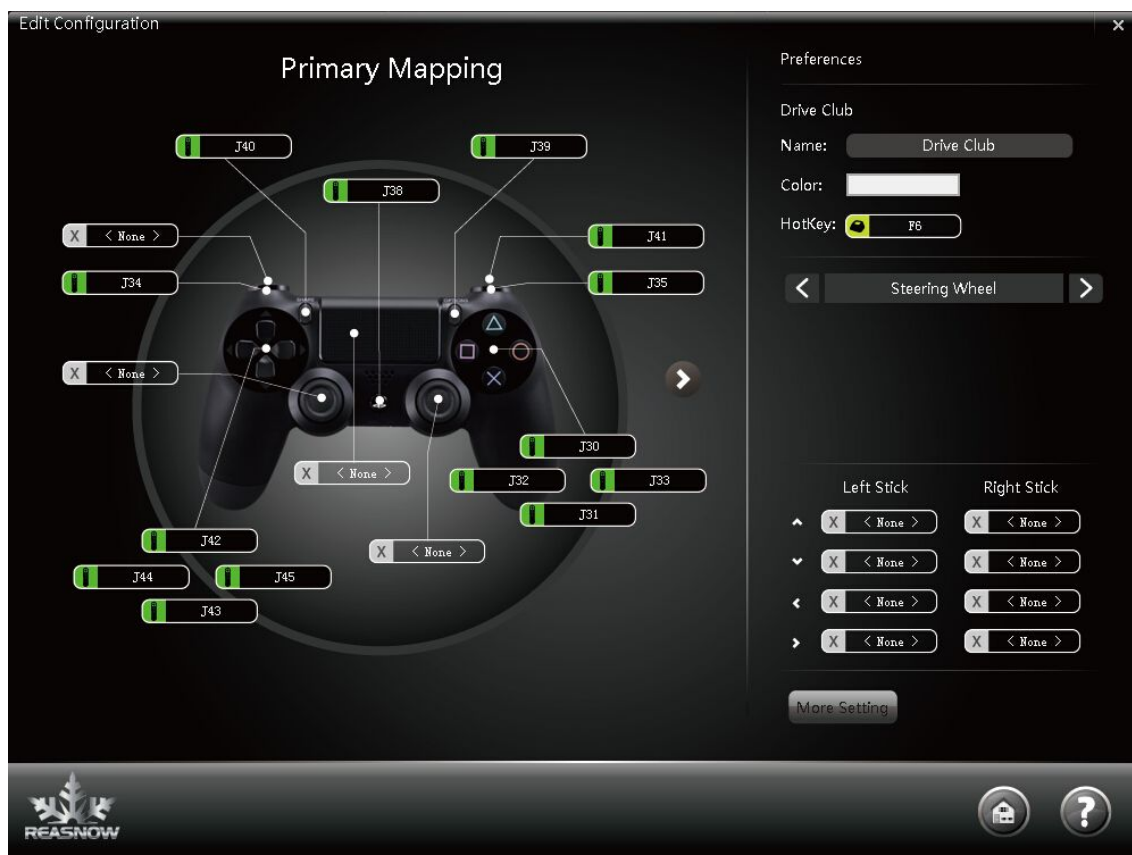 Edit Configuration
Primary Mapping
J40
J39
J38
X < None >
J41
J34
J35
X < None >
J30
X < None >
J32
J33
J31
J42
X < None >
J44
J45
J43
Preferences
Drive Club
Name: Drive Club
Color:
HotKey: F6
< Steering Wheel >
Left Stick Right Stick
X < None > X < None >
X < None > X < None >
X < None > X < None >
X < None > X < None >
More Setting
REASNOW
?